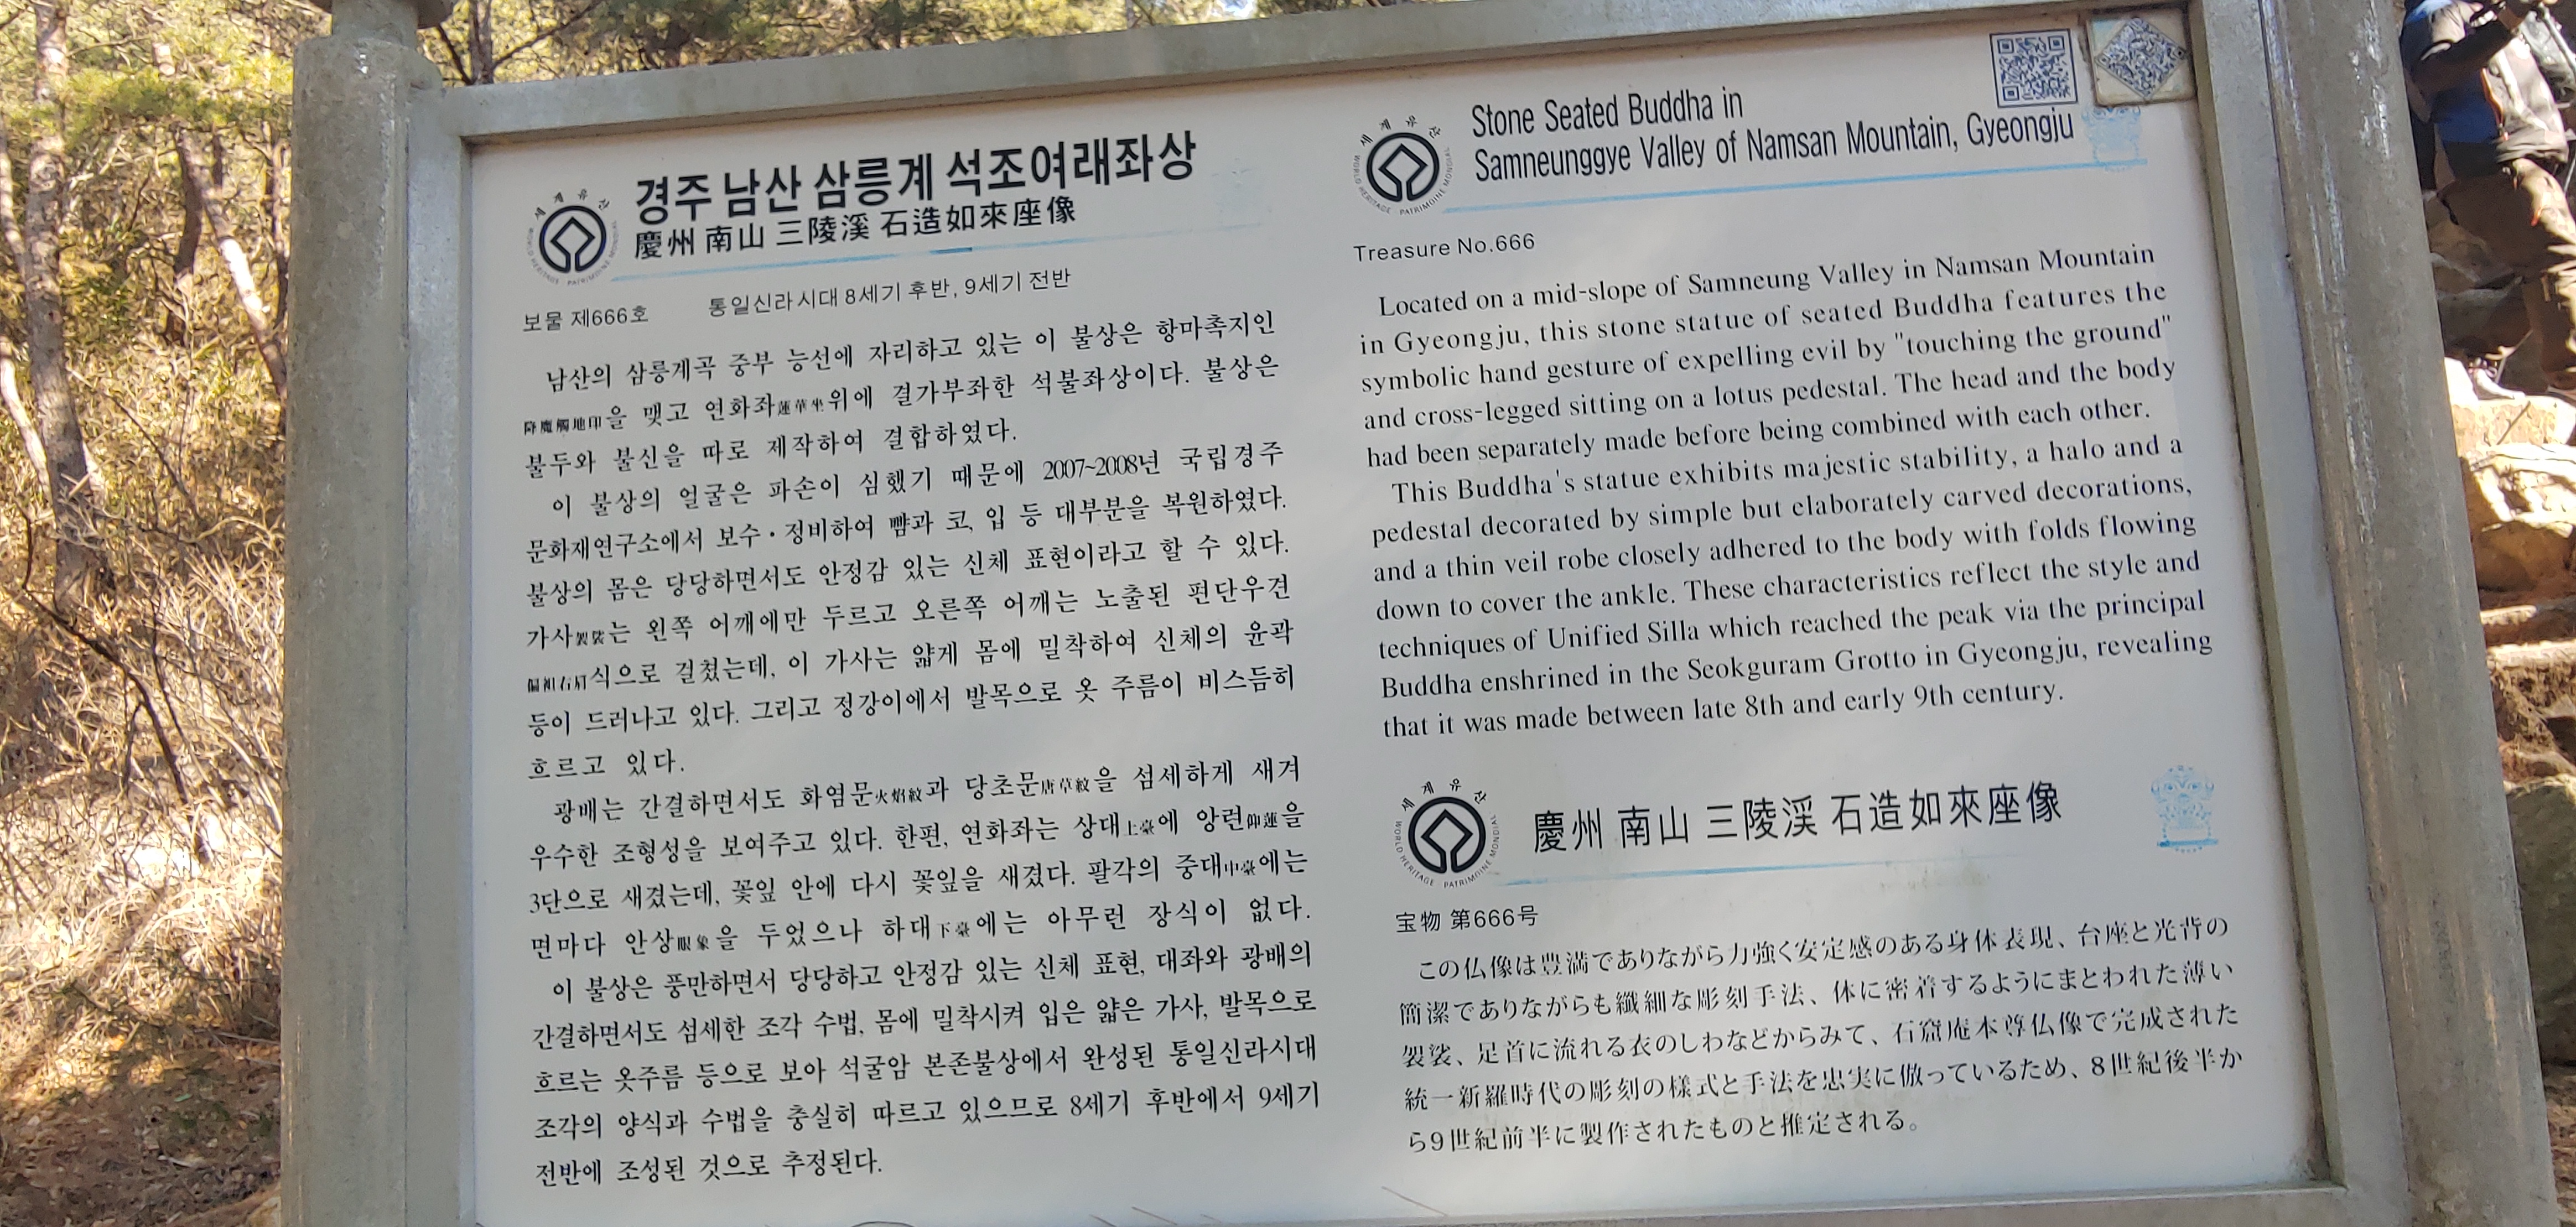 세계유산
WORLD HERITAGE PATRIMOINE MONDIAL
경주 남산 삼릉계 석조여래좌상
慶州 南山 三陵溪 石造如來座像
보물 제666호 통일신라시대 8세기 후반, 9세기 전반
남산의 삼릉계곡 중부 능선에 자리하고 있는 이 불상은 항마촉지인
降魔觸地印을 맺고 연화좌蓮華坐위에 결가부좌한 석불좌상이다. 불상은
불두와 불신을 따로 제작하여 결합하였다.
이 불상의 얼굴은 파손이 심했기 때문에 2007~2008년 국립경주
문화재연구소에서 보수·정비하여 뺨과 코, 입 등 대부분을 복원하였다.
불상의 몸은 당당하면서도 안정감 있는 신체 표현이라고 할 수 있다.
가사袈裟는 왼쪽 어깨에만 두르고 오른쪽 어깨는 노출된 편단우견
偏袒右肩식으로 걸쳤는데, 이 가사는 얇게 몸에 밀착하여 신체의 윤곽
등이 드러나고 있다. 그리고 정강이에서 발목으로 옷 주름이 비스듬히
흐르고 있다.
광배는 간결하면서도 화염문火焰紋과 당초문唐草紋을 섬세하게 새겨
우수한 조형성을 보여주고 있다. 한편, 연화좌는 상대上臺에 앙련仰蓮을
3단으로 새겼는데, 꽃잎 안에 다시 꽃잎을 새겼다. 팔각의 중대中臺에는
면마다 안상眼象을 두었으나 하대下臺에는 아무런 장식이 없다.
이 불상은 풍만하면서 당당하고 안정감 있는 신체 표현, 대좌와 광배의
간결하면서도 섬세한 조각 수법, 몸에 밀착시켜 입은 얇은 가사, 발목으로
흐르는 옷주름 등으로 보아 석굴암 본존불상에서 완성된 통일신라시대
조각의 양식과 수법을 충실히 따르고 있으므로 8세기 후반에서 9세기
전반에 조성된 것으로 추정된다.
세계유산
WORLD HERITAGE PATRIMOINE MONDIAL
Stone Seated Buddha in
Samneunggye Valley of Namsan Mountain, Gyeongju
Treasure No.666
Located on a mid-slope of Samneung Valley in Namsan Mountain
in Gyeongju, this stone statue of seated Buddha features the
symbolic hand gesture of expelling evil by "touching the ground"
and cross-legged sitting on a lotus pedestal. The head and the body
had been separately made before being combined with each other.
This Buddha's statue exhibits majestic stability, a halo and a
pedestal decorated by simple but elaborately carved decorations,
and a thin veil robe closely adhered to the body with folds flowing
down to cover the ankle. These characteristics reflect the style and
techniques of Unified Silla which reached the peak via the principal
Buddha enshrined in the Seokguram Grotto in Gyeongju, revealing
that it was made between late 8th and early 9th century.
세계유산
WORLD HERITAGE PATRIMOINE MONDIAL
慶州 南山 三陵溪 石造如來座像
宝物 第666号
この仏像は豊満でありながら力強く安定感のある身体表現、台座と光背の
簡潔でありながらも繊細な彫刻手法、体に密着するようにまとわれた薄い
袈裟、足首に流れる衣のしわなどからみて、石窟庵本尊仏像で完成された
統一新羅時代の彫刻の様式と手法を忠実に倣っているため、8世紀後半か
ら9世紀前半に製作されたものと推定される。